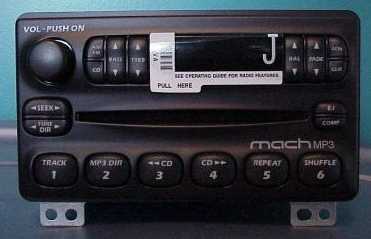 VOL-PUSH ON
AM
FM
CD
BASS
TREB
J
BAL
FADE
SCN
CLK
VA
SEE OPERATING GUIDE FOR RADIO FEATURES.
PULL HERE
SEEK
TUNE
DIR
EJ
COMP
mach MP3
TRACK
1
MP3 DIR
2
◄◄CD
3
CD►►
4
REPEAT
5
SHUFFLE
6